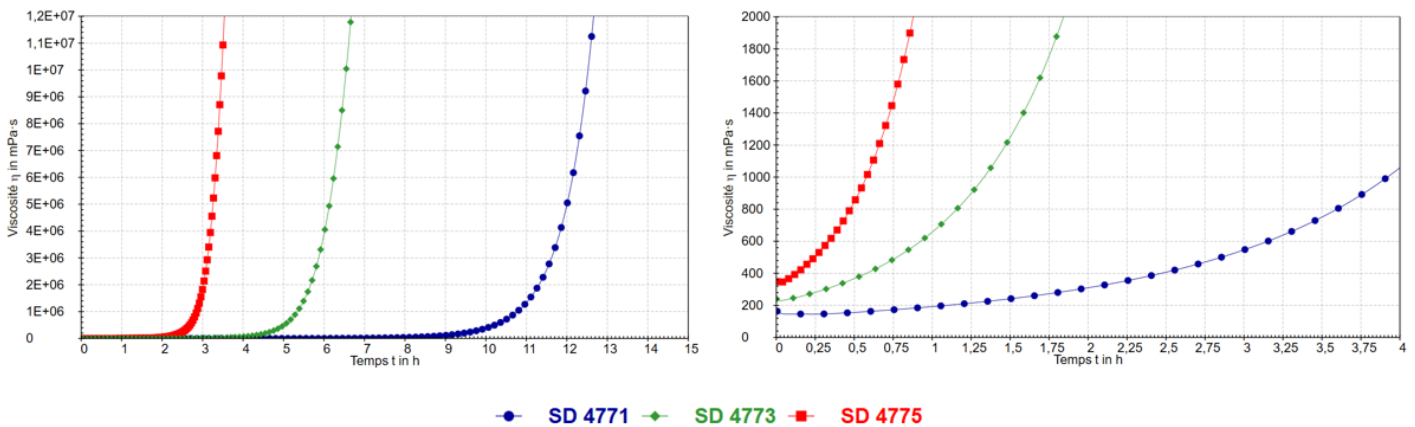 1,2E+07
1,1E+07
1E+07
9E+06
8E+06
7E+06
6E+06
5E+06
4E+06
3E+06
2E+06
1E+06
0
Viscosité η in mPa·s
0 1 2 3 4 5 6 7 8 9 10 11 12 13 14 15
Temps t in h
2000
1800
1600
1400
1200
1000
800
600
400
200
0
Viscosité η in mPa·s
0 0,25 0,5 0,75 1 1,25 1,5 1,75 2 2,25 2,5 2,75 3 3,25 3,5 3,75 4
Temps t in h
SD 4771 SD 4773 SD 4775